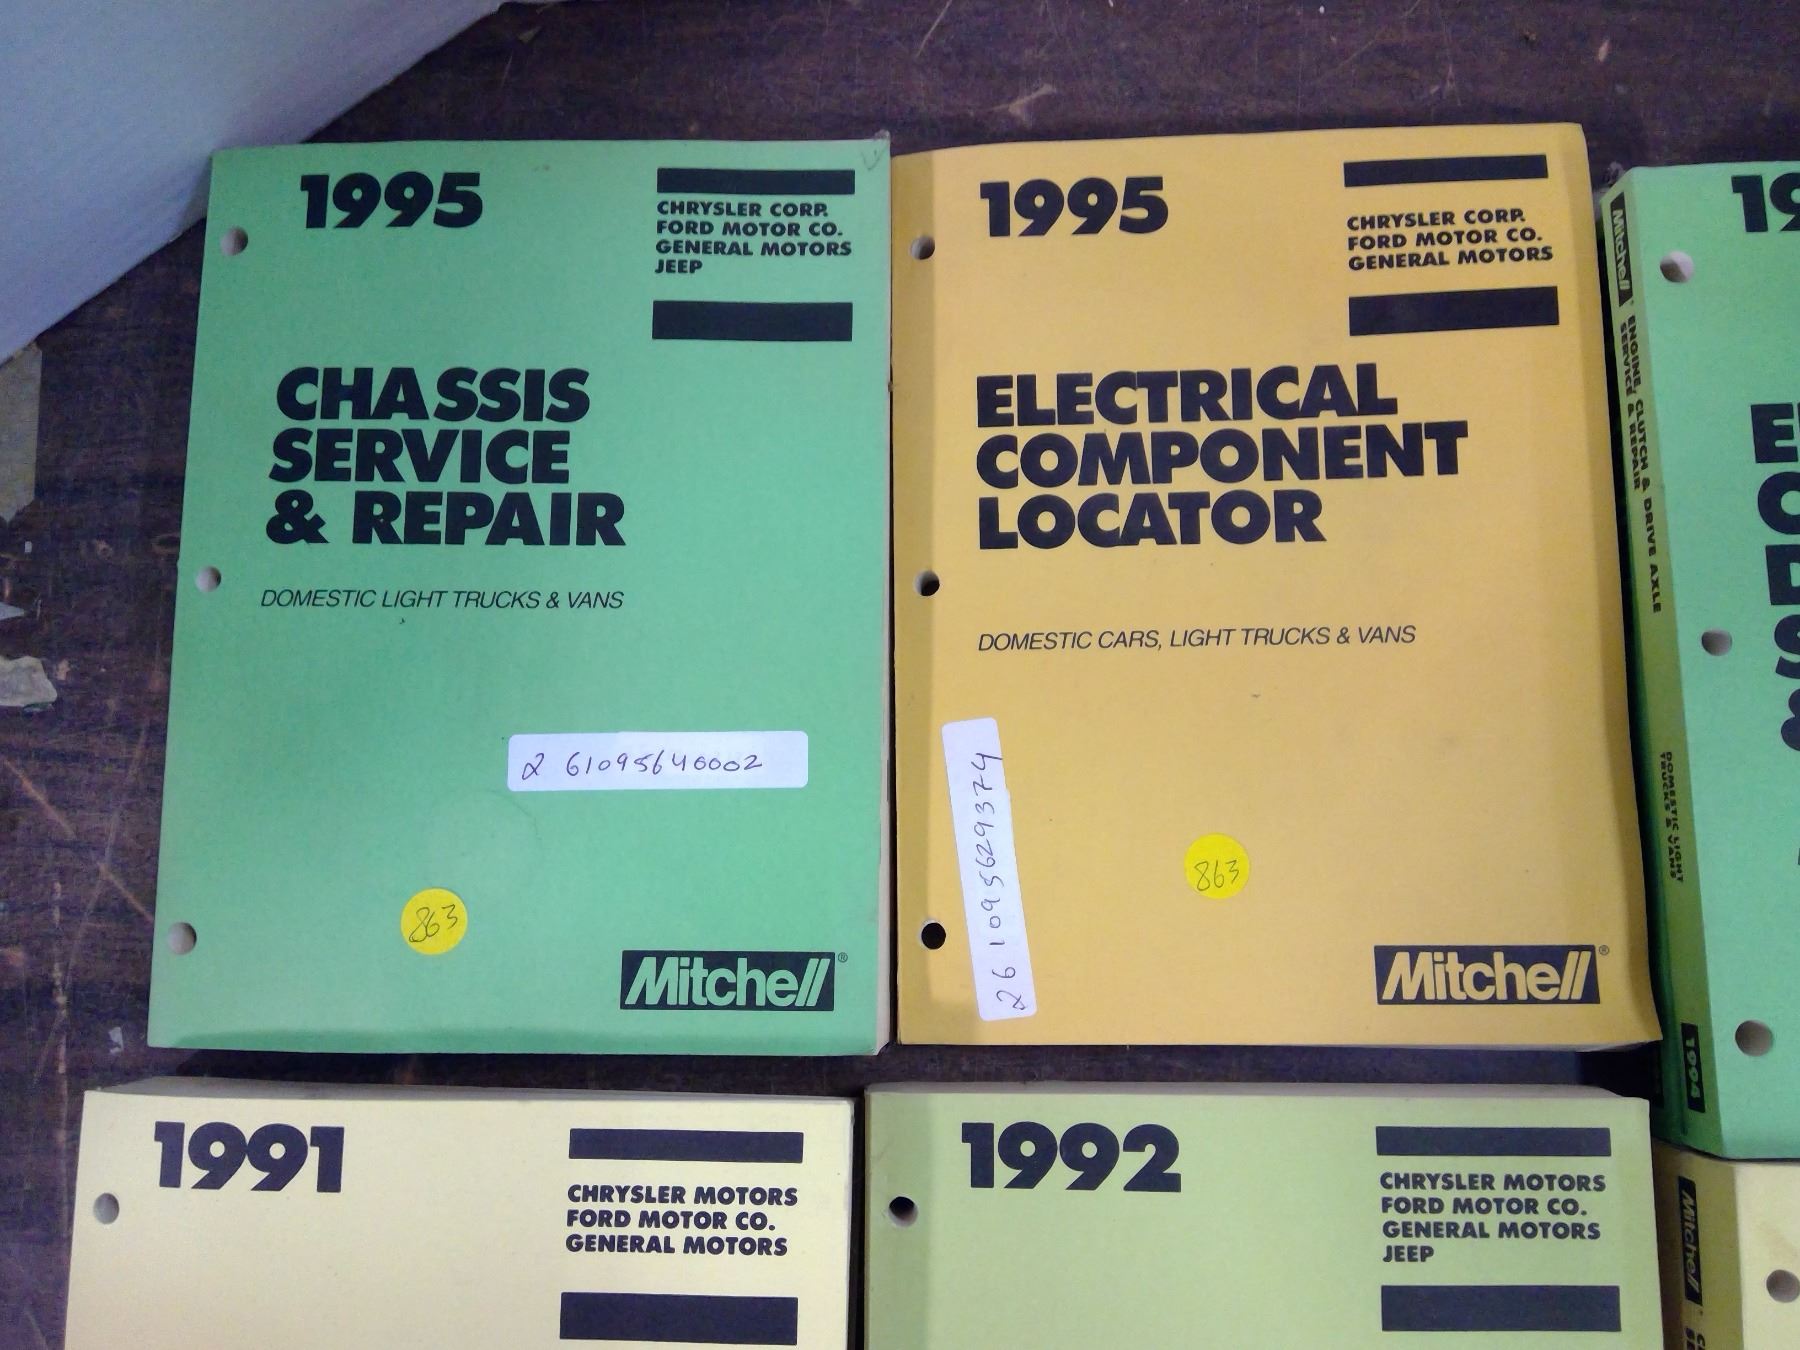 1995
CHRYSLER CORP.
FORD MOTOR CO.
GENERAL MOTORS
JEEP
CHASSIS
SERVICE
& REPAIR
DOMESTIC LIGHT TRUCKS & VANS
2 61095640002
863
Mitchell®
1995
CHRYSLER CORP.
FORD MOTOR CO.
GENERAL MOTORS
ELECTRICAL
COMPONENT
LOCATOR
DOMESTIC CARS, LIGHT TRUCKS & VANS
261095629374
863
Mitchell®
Mitchell
ENGINE, CLUTCH & DRIVE AXLE
SERVICE & REPAIR
DOMESTIC LIGHT
TRUCKS & VANS
1991
CHRYSLER MOTORS
FORD MOTOR CO.
GENERAL MOTORS
1992
CHRYSLER MOTORS
FORD MOTOR CO.
GENERAL MOTORS
JEEP
Mitchell